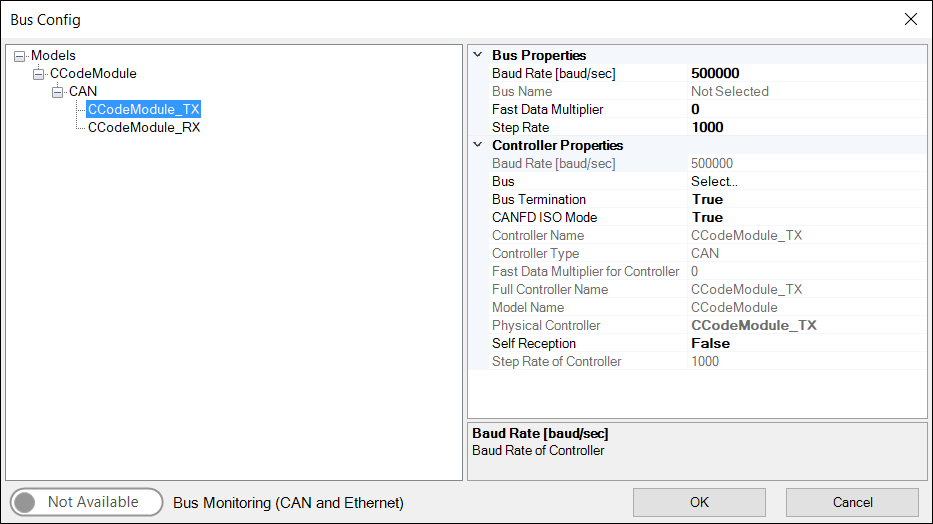 Bus Config
Models
CCodeModule
CAN
CCodeModule_TX
CCodeModule_RX
Bus Properties
Baud Rate [baud/sec] 500000
Bus Name Not Selected
Fast Data Multiplier 0
Step Rate 1000
Controller Properties
Baud Rate [baud/sec] 500000
Bus Select...
Bus Termination True
CANFD ISO Mode True
Controller Name CCodeModule_TX
Controller Type CAN
Fast Data Multiplier for Controller 0
Full Controller Name CCodeModule_TX
Model Name CCodeModule
Physical Controller CCodeModule_TX
Self Reception False
Step Rate of Controller 1000
Baud Rate [baud/sec]
Baud Rate of Controller
Not Available Bus Monitoring (CAN and Ethernet) OK Cancel